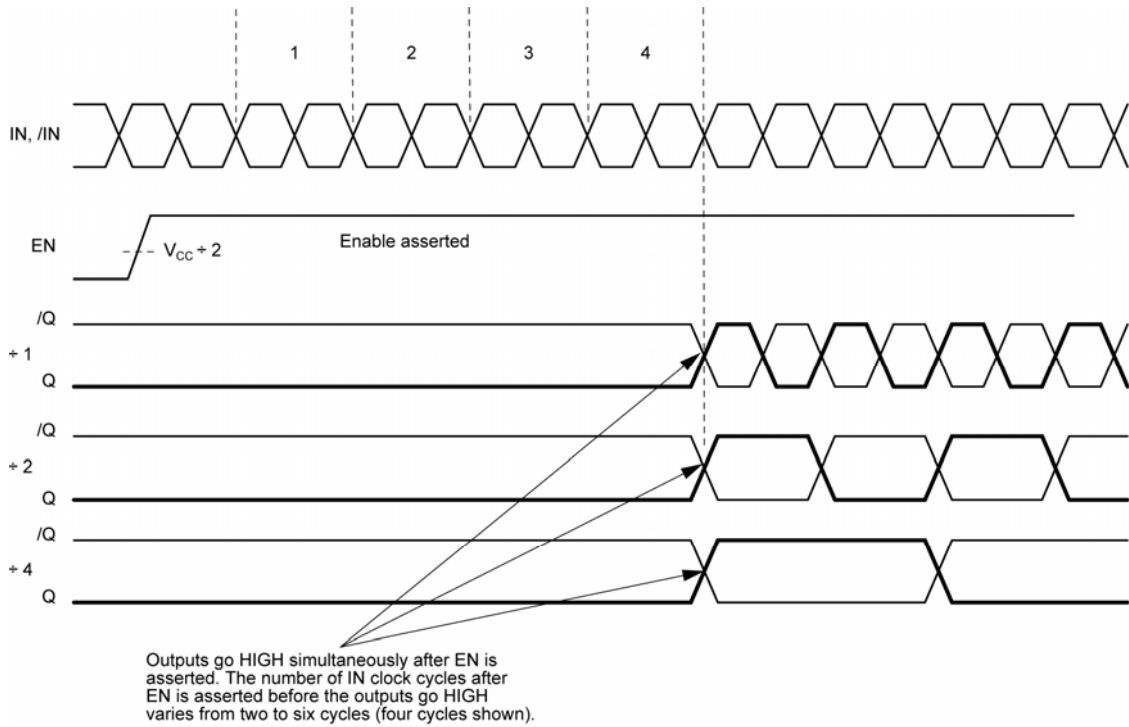 1 2 3 4
IN, /IN
EN
VCC ÷ 2
Enable asserted
/Q
÷ 1
Q
/Q
÷ 2
Q
/Q
÷ 4
Q
Outputs go HIGH simultaneously after EN is
asserted. The number of IN clock cycles after
EN is asserted before the outputs go HIGH
varies from two to six cycles (four cycles shown).